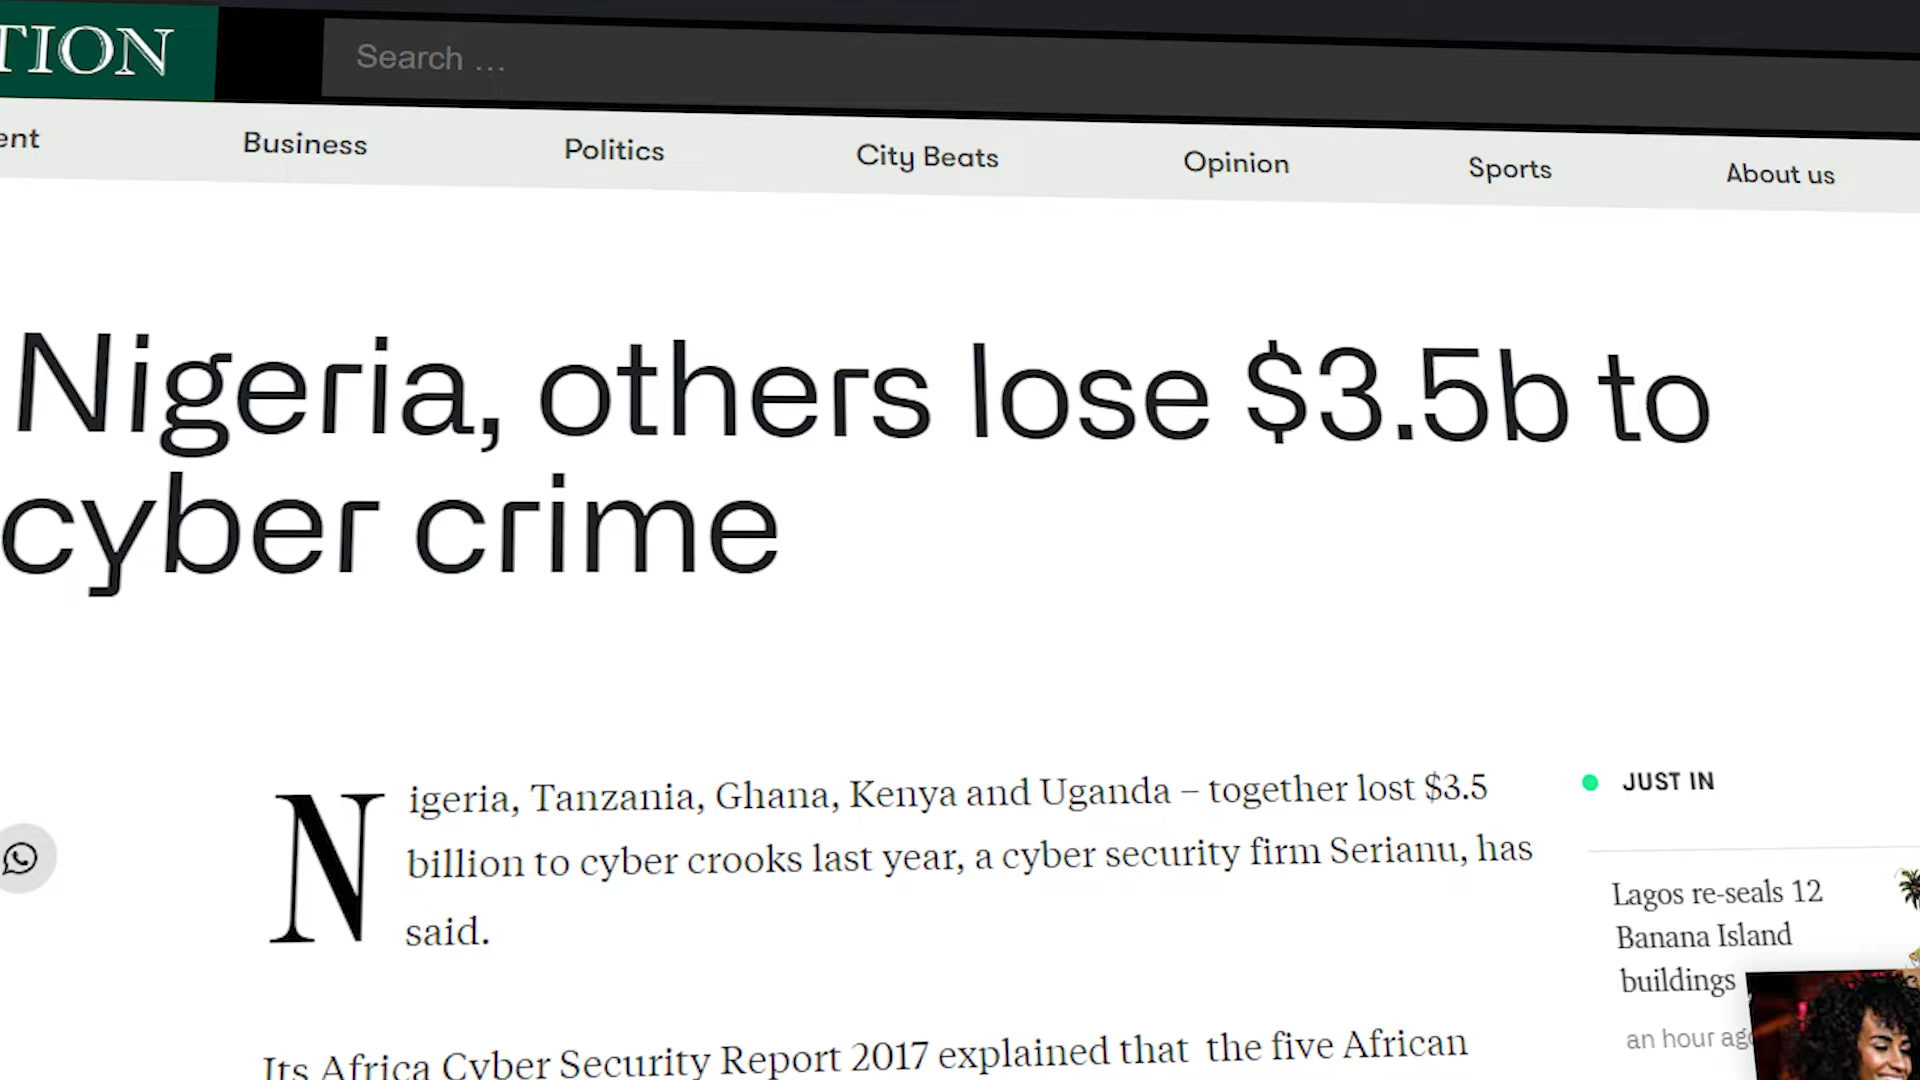 TION
Search ...
ent
Business
Politics
City Beats
Opinion
Sports
About us
Nigeria, others lose $3.5b to
cyber crime
Nigeria, Tanzania, Ghana, Kenya and Uganda – together lost $3.5
billion to cyber crooks last year, a cyber security firm Serianu, has
said.
Its Africa Cyber Security Report 2017 explained that the five African
JUST IN
Lagos re-seals 12
Banana Island
buildings
an hour ago